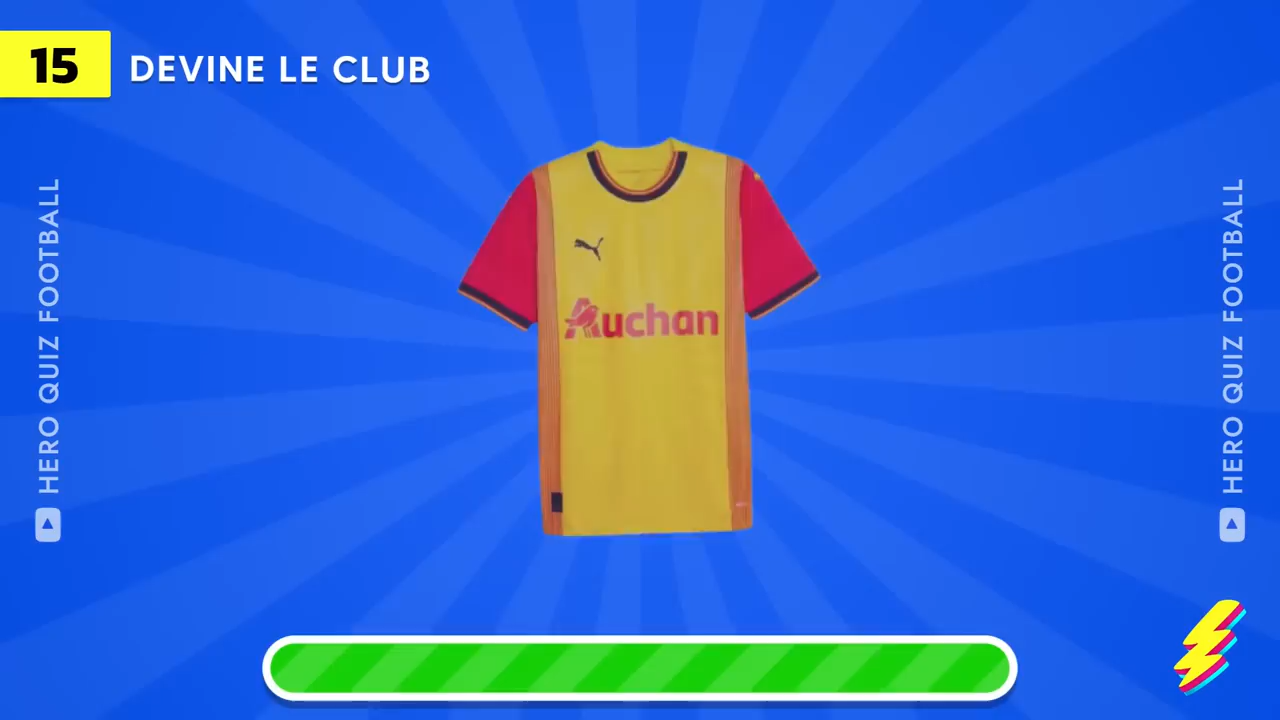 15
DEVINE LE CLUB
HERO QUIZ FOOTBALL
Auchan
HERO QUIZ FOOTBALL